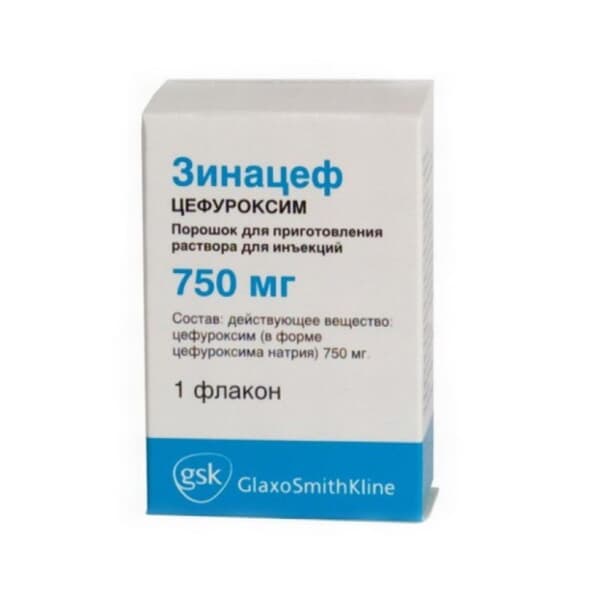 Зинацеф
ЦЕФУРОКСИМ
Порошок для приготовления
раствора для инъекций
750 мг
Состав: действующее вещество:
цефуроксим (в форме
цефуроксима натрия) 750 мг.
1 флакон
gsk GlaxoSmithKline